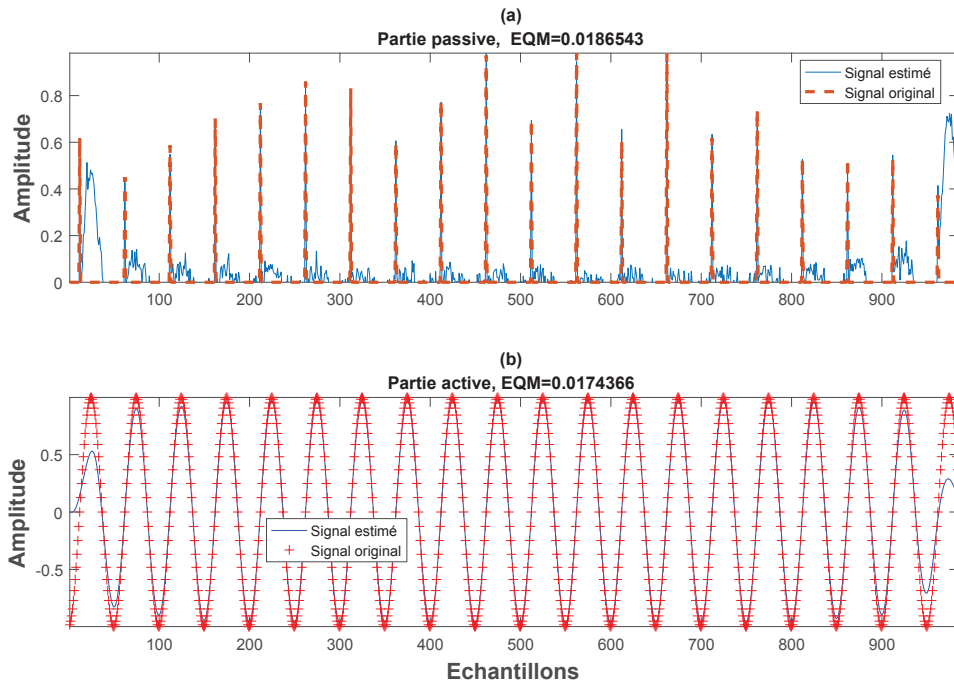 (a)
Partie passive, EQM=0.0186543
Amplitude
0.8
0.6
0.4
0.2
0
Signal estimé
Signal original
100 200 300 400 500 600 700 800 900
(b)
Partie active, EQM=0.0174366
Amplitude
0.5
0
-0.5
Signal estimé
Signal original
100 200 300 400 500 600 700 800 900
Echantillons